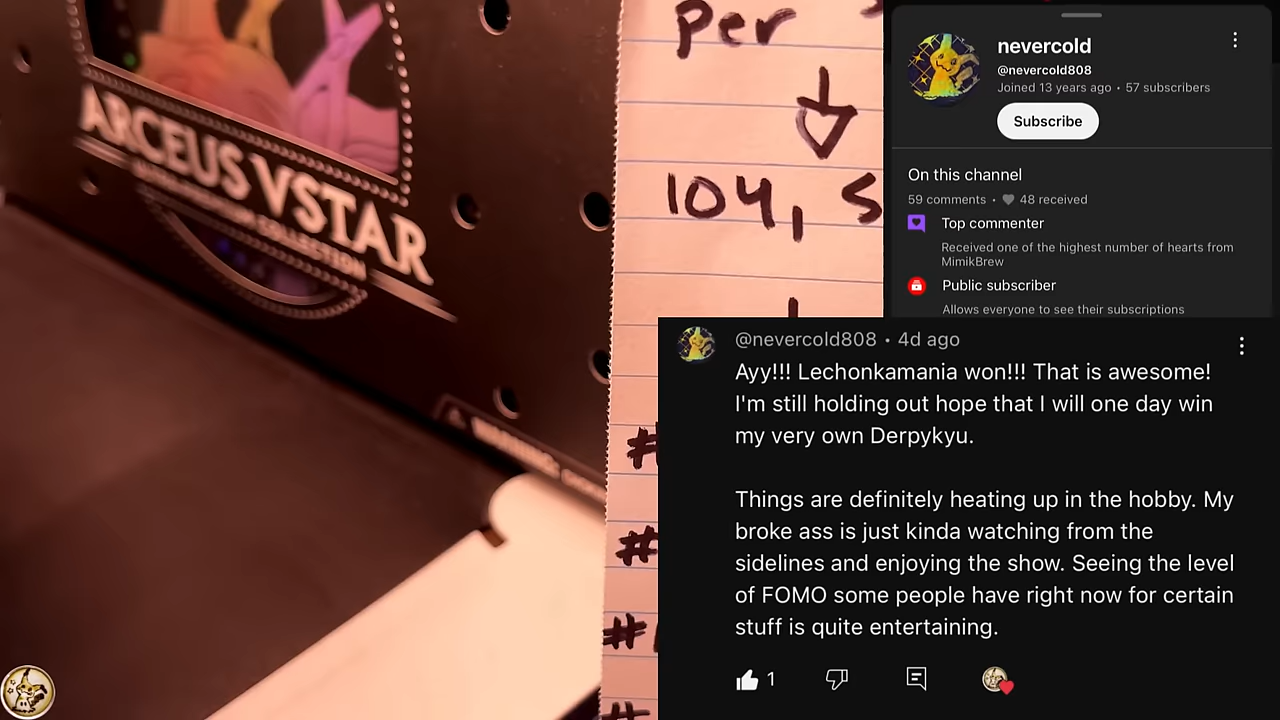 ARCEUS VSTAR
COLLECTION
WARNING:
per
104, S
#
#
#
#
nevercold
@nevercold808
Joined 13 years ago • 57 subscribers
Subscribe
On this channel
59 comments • 48 received
Top commenter
Received one of the highest number of hearts from
MimikBrew
Public subscriber
Allows everyone to see their subscriptions
@nevercold808 • 4d ago
Ayy!!! Lechonkamania won!!! That is awesome!
I'm still holding out hope that I will one day win
my very own Derpykyu.
Things are definitely heating up in the hobby. My
broke ass is just kinda watching from the
sidelines and enjoying the show. Seeing the level
of FOMO some people have right now for certain
stuff is quite entertaining.
1